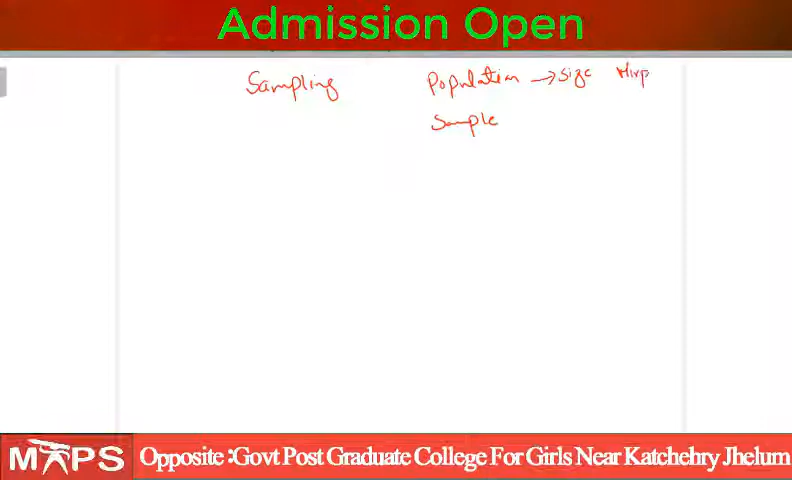 Admission Open
Sampling Population → Size
Sample
MAPS Opposite :Govt Post Graduate College For Girls Near Katchehry Jhelum